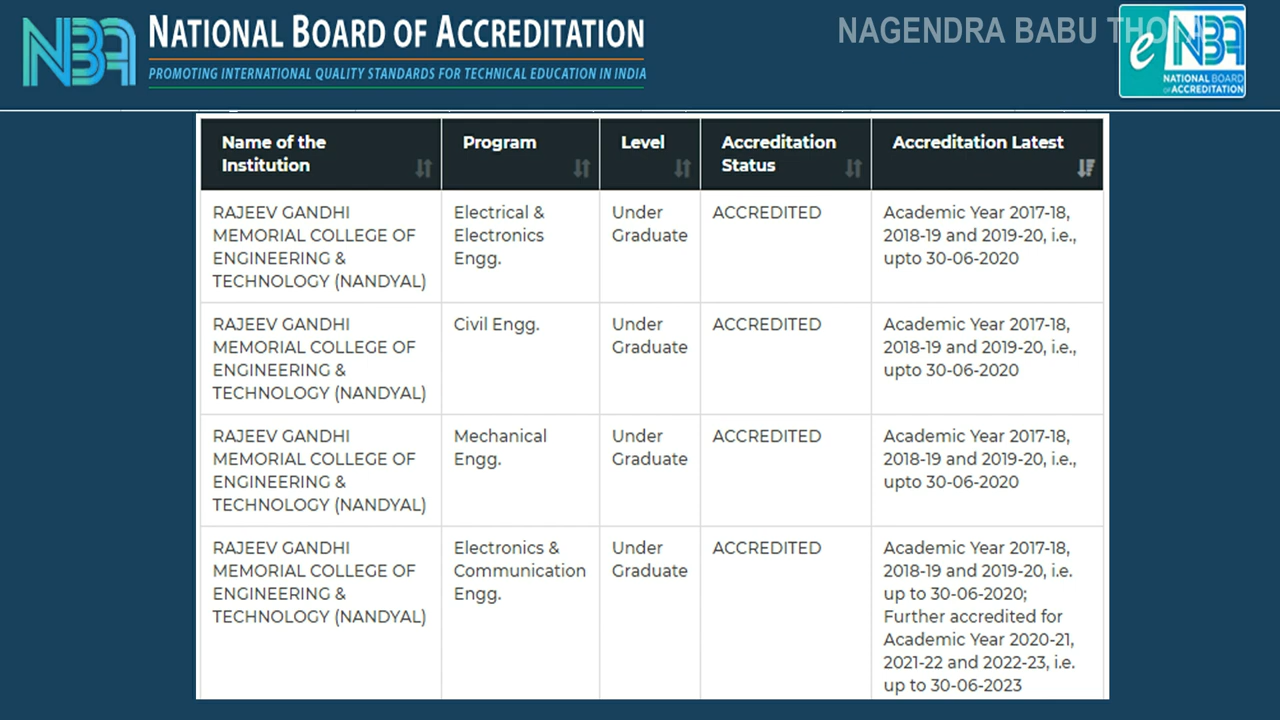 NBA
NATIONAL BOARD OF ACCREDITATION
PROMOTING INTERNATIONAL QUALITY STANDARDS FOR TECHNICAL EDUCATION IN INDIA
NAGENDRA BABU
e NBA
NATIONAL BOARD
OF ACCREDITATION
Name of the
Institution
Program
Level
Accreditation
Status
Accreditation Latest
RAJEEV GANDHI
MEMORIAL COLLEGE OF
ENGINEERING &
TECHNOLOGY (NANDYAL)
Electrical &
Electronics
Engg.
Under
Graduate
ACCREDITED
Academic Year 2017-18,
2018-19 and 2019-20, i.e.,
upto 30-06-2020
RAJEEV GANDHI
MEMORIAL COLLEGE OF
ENGINEERING &
TECHNOLOGY (NANDYAL)
Civil Engg.
Under
Graduate
ACCREDITED
Academic Year 2017-18,
2018-19 and 2019-20, i.e.,
upto 30-06-2020
RAJEEV GANDHI
MEMORIAL COLLEGE OF
ENGINEERING &
TECHNOLOGY (NANDYAL)
Mechanical
Engg.
Under
Graduate
ACCREDITED
Academic Year 2017-18,
2018-19 and 2019-20, i.e.,
upto 30-06-2020
RAJEEV GANDHI
MEMORIAL COLLEGE OF
ENGINEERING &
TECHNOLOGY (NANDYAL)
Electronics &
Communication
Engg.
Under
Graduate
ACCREDITED
Academic Year 2017-18,
2018-19 and 2019-20, i.e.
up to 30-06-2020;
Further accredited for
Academic Year 2020-21,
2021-22 and 2022-23, i.e.
up to 30-06-2023